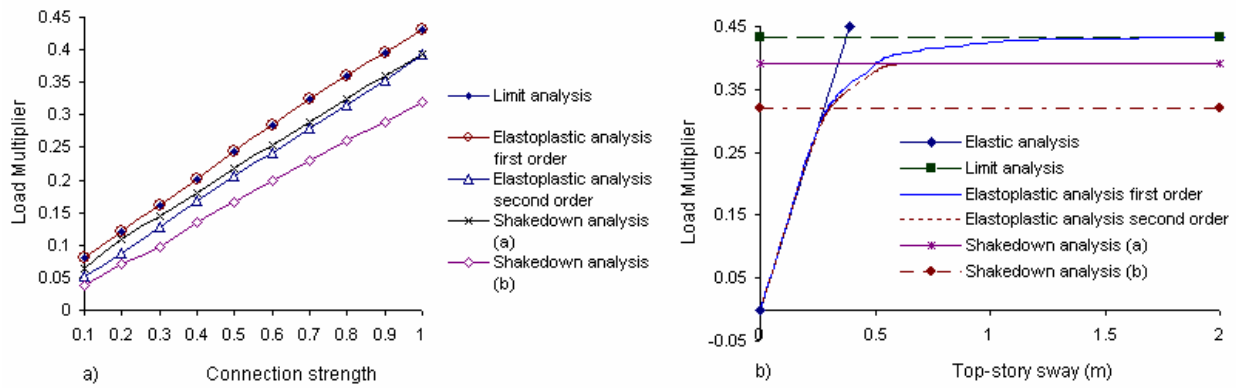 0.45
0.4
0.35
0.3
0.25
0.2
0.15
0.1
0.05
0
Load Multiplier
0.1 0.2 0.3 0.4 0.5 0.6 0.7 0.8 0.9 1
a) Connection strength
Limit analysis
Elastoplastic analysis
first order
Elastoplastic analysis
second order
Shakedown analysis
(a)
Shakedown analysis
(b)
0.45
0.35
0.25
0.15
0.05
-0.05
Load Multiplier
0 0.5 1 1.5 2
b) Top-story sway (m)
Elastic analysis
Limit analysis
Elastoplastic analysis first order
Elastoplastic analysis second order
Shakedown analysis (a)
Shakedown analysis (b)